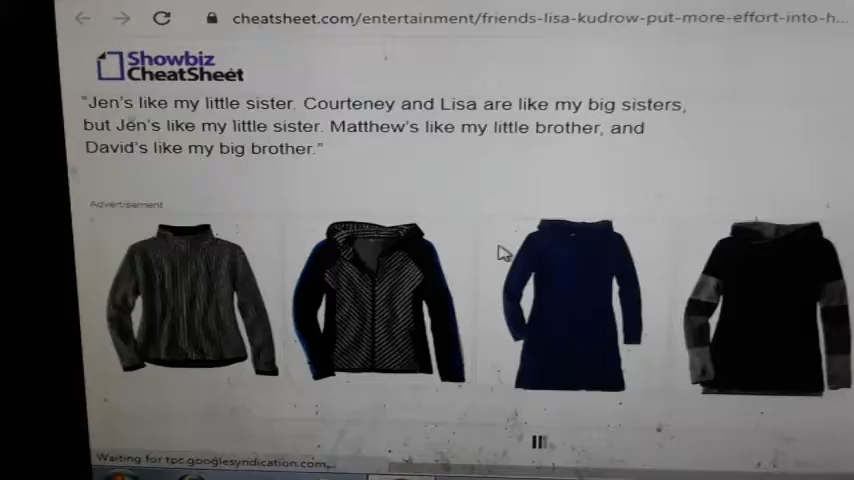 cheatsheet.com/entertainment/friends-lisa-kudrow-put-more-effort-into-h...
Showbiz
CheatSheet
"Jen's like my little sister. Courteney and Lisa are like my big sisters,
but Jen's like my little sister. Matthew's like my little brother, and
David's like my big brother."
Advertisement
Waiting for tpc.googlesyndication.com...